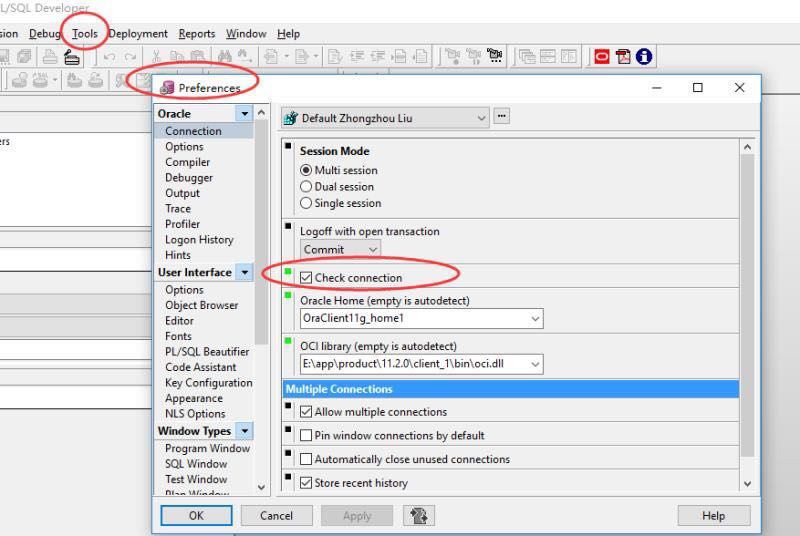 PL/SQL Developer
Debug Tools Deployment Reports Window Help
Preferences
Oracle
Connection
Options
Compiler
Debugger
Output
Trace
Profiler
Logon History
Hints
User Interface
Options
Object Browser
Editor
Fonts
PL/SQL Beautifier
Code Assistant
Key Configuration
Appearance
NLS Options
Window Types
Program Window
SQL Window
Test Window
Plan Window
Default Zhongzhou Liu
Session Mode
Multi session
Dual session
Single session
Logoff with open transaction
Commit
Check connection
Oracle Home (empty is autodetect)
OraClient11g_home1
OCI library (empty is autodetect)
E:\app\product\11.2.0\client_1\bin\oci.dll
Multiple Connections
Allow multiple connections
Pin window connections by default
Automatically close unused connections
Store recent history
OK Cancel Apply Help